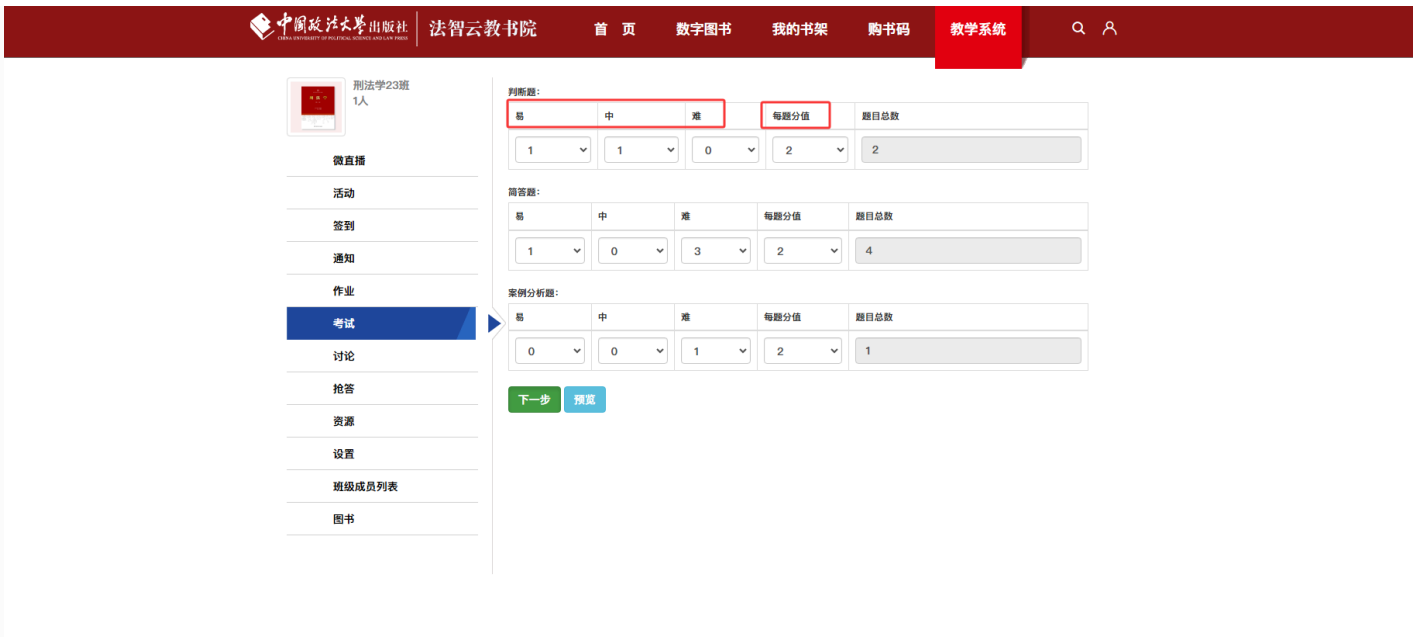 中国政法大学出版社 法智云教书院 首 页 数字图书 我的书架 购书码 教学系统
CHINA UNIVERSITY OF POLITICAL SCIENCE AND LAW PRESS
刑法学23班
1人
微直播
活动
签到
通知
作业
考试
讨论
抢答
资源
设置
班级成员列表
图书
判断题:
易 中 难 每题分值 题目总数
1 1 0 2 2
简答题:
易 中 难 每题分值 题目总数
1 0 3 2 4
案例分析题:
易 中 难 每题分值 题目总数
0 0 1 2 1
下一步 预览